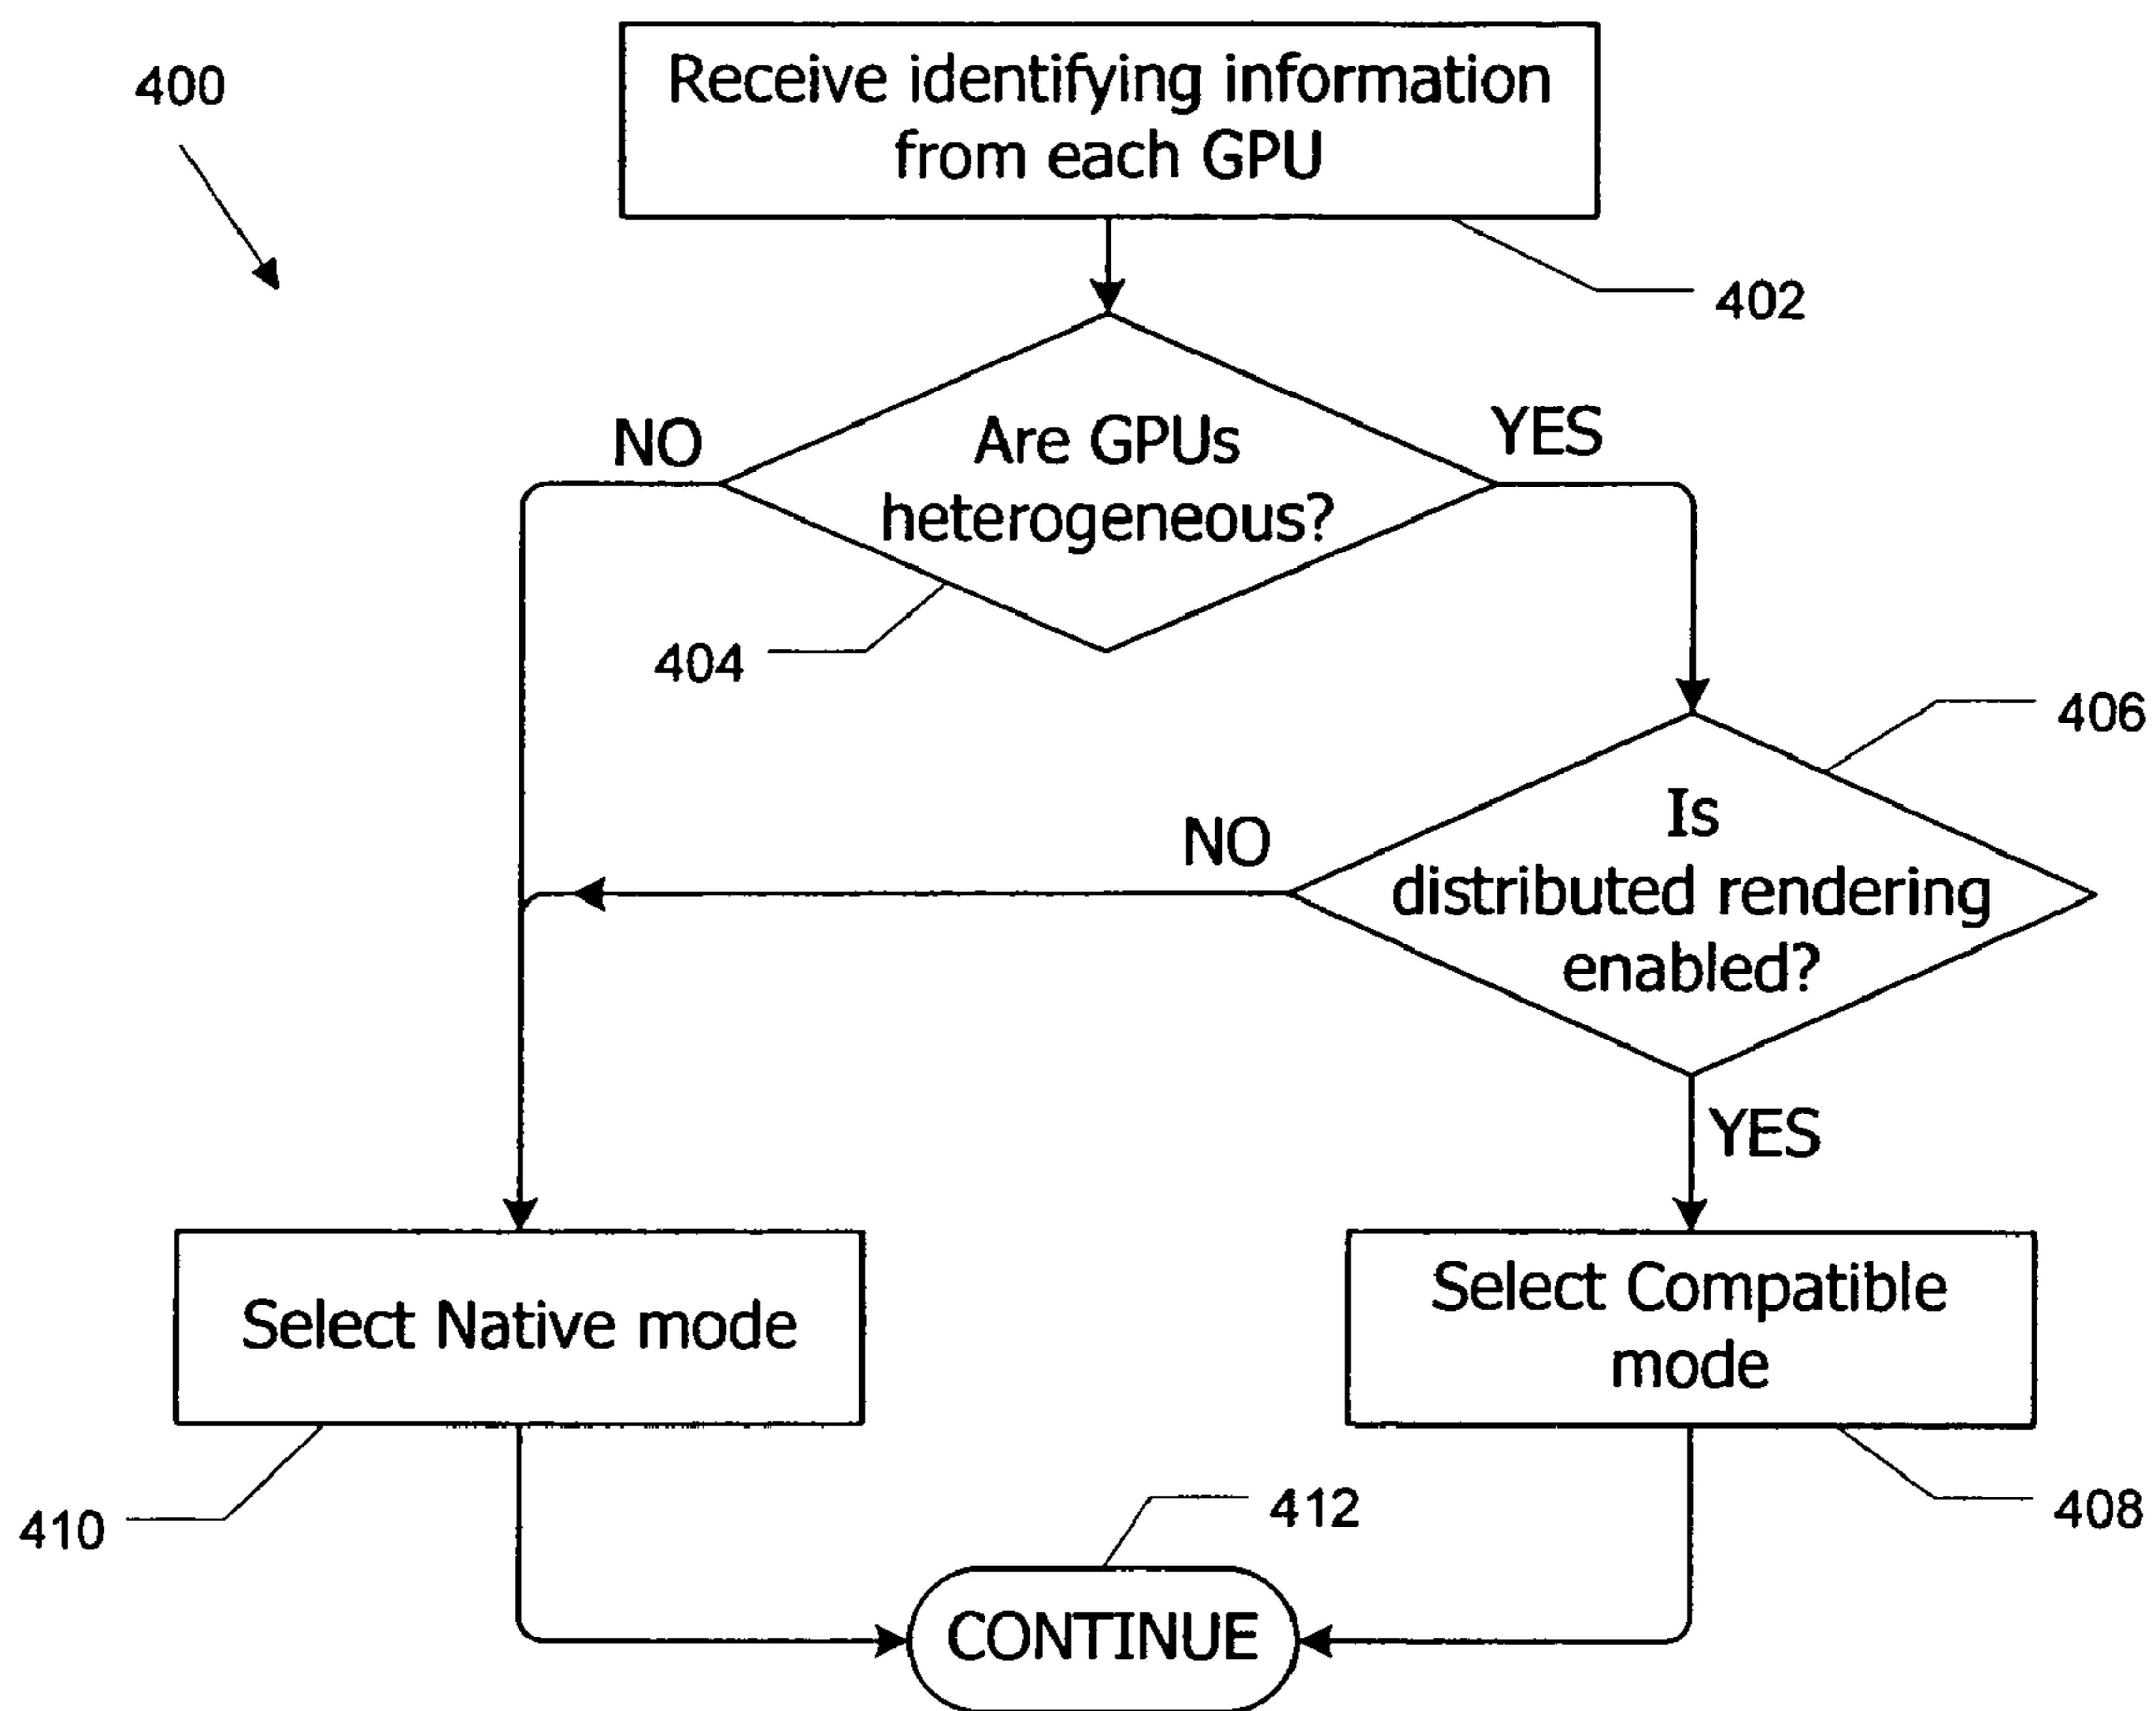 400
Receive identifying information
from each GPU
402
NO
Are GPUs
heterogeneous?
YES
404
406
Is
distributed rendering
enabled?
NO
YES
Select Native mode
Select Compatible
mode
410
412
408
CONTINUE